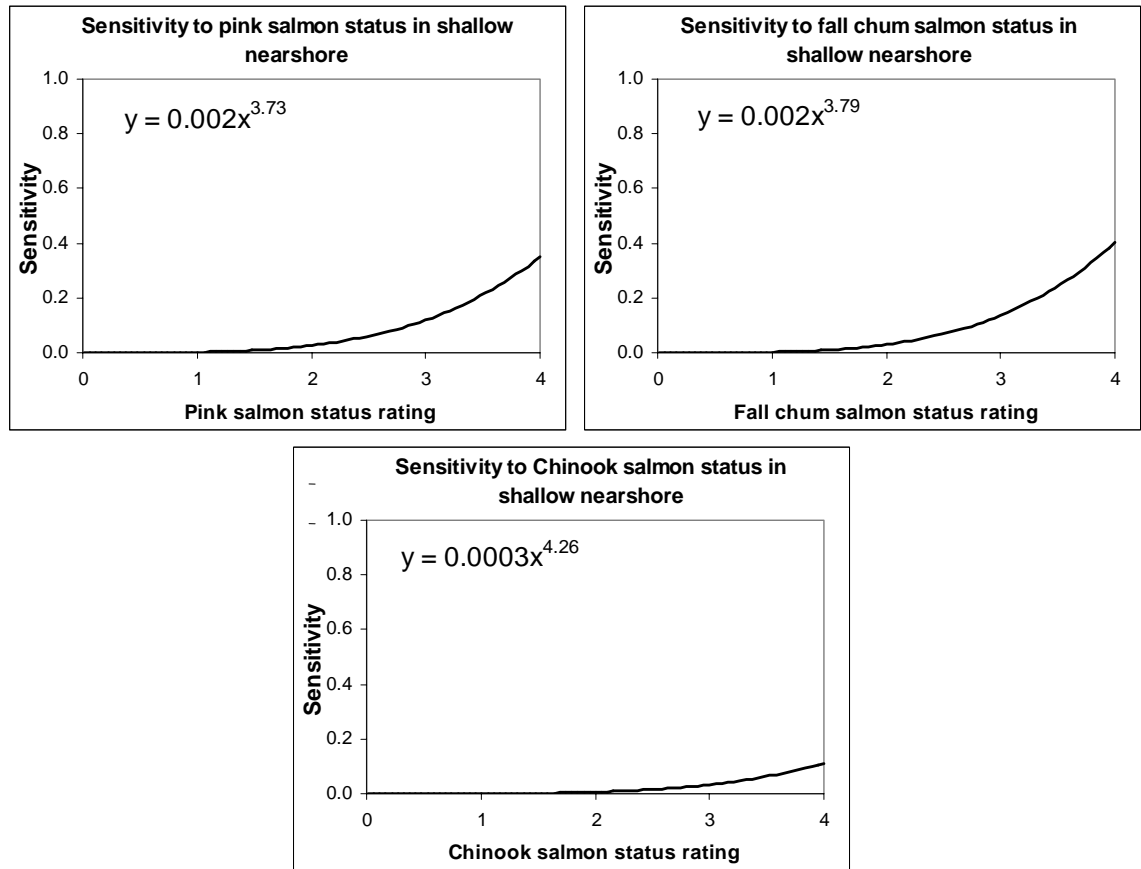 Sensitivity to pink salmon status in shallow
nearshore
y = 0.002x^3.73
1.0
0.8
0.6
0.4
0.2
0.0
Sensitivity
0 1 2 3 4
Pink salmon status rating
Sensitivity to fall chum salmon status in
shallow nearshore
y = 0.002x^3.79
1.0
0.8
0.6
0.4
0.2
0.0
Sensitivity
0 1 2 3 4
Fall chum salmon status rating
Sensitivity to Chinook salmon status in
shallow nearshore
y = 0.0003x^4.26
1.0
0.8
0.6
0.4
0.2
0.0
Sensitivity
0 1 2 3 4
Chinook salmon status rating